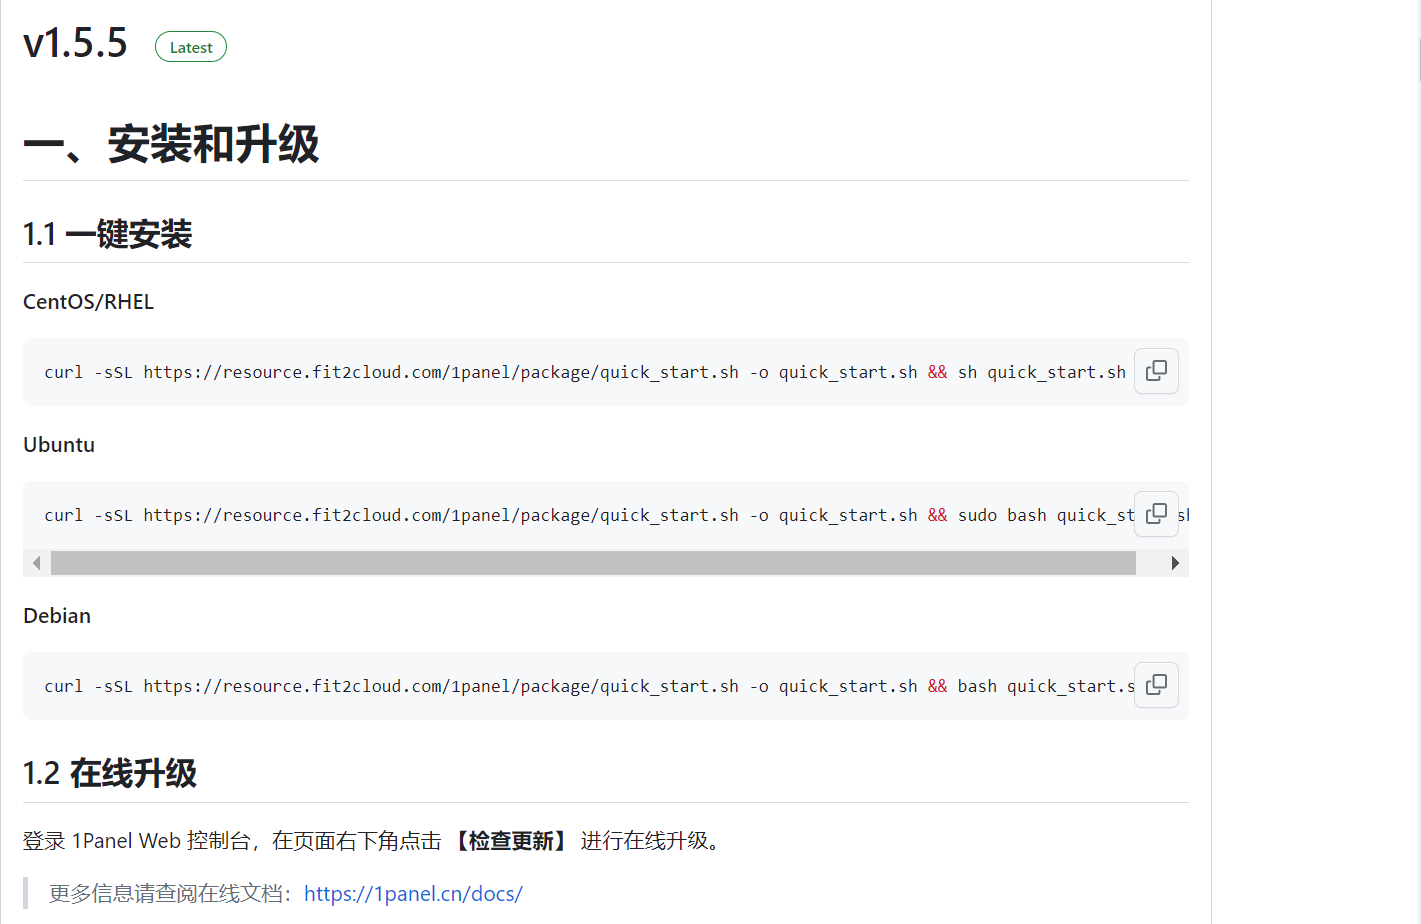 v1.5.5 Latest
一、安装和升级
1.1 一键安装
CentOS/RHEL
curl -sSL https://resource.fit2cloud.com/1panel/package/quick_start.sh -o quick_start.sh && sh quick_start.sh
Ubuntu
curl -sSL https://resource.fit2cloud.com/1panel/package/quick_start.sh -o quick_start.sh && sudo bash quick_st
Debian
curl -sSL https://resource.fit2cloud.com/1panel/package/quick_start.sh -o quick_start.sh && bash quick_start.s
1.2 在线升级
登录 1Panel Web 控制台，在页面右下角点击 【检查更新】 进行在线升级。
更多信息请查阅在线文档：https://1panel.cn/docs/